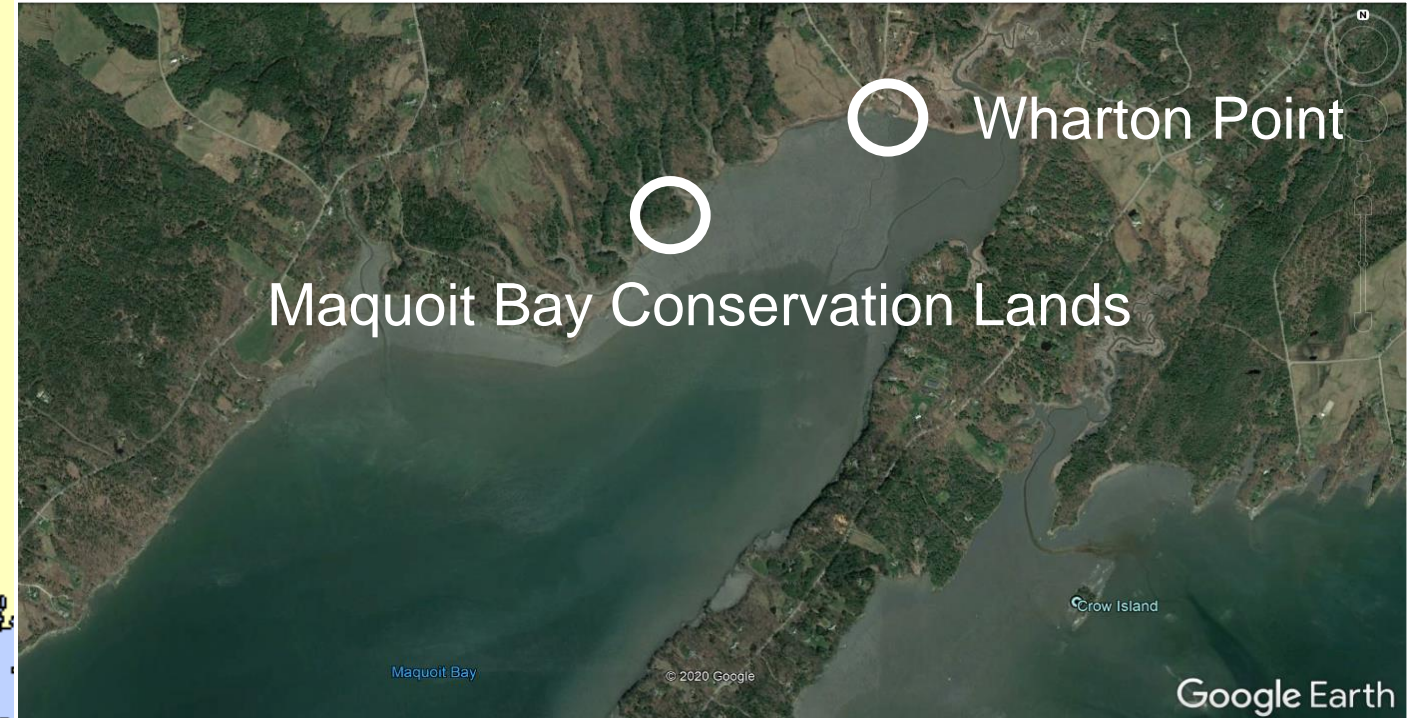 N
Wharton Point
Maquoit Bay Conservation Lands
Crow Island
Maquoit Bay
© 2020 Google
Google Earth